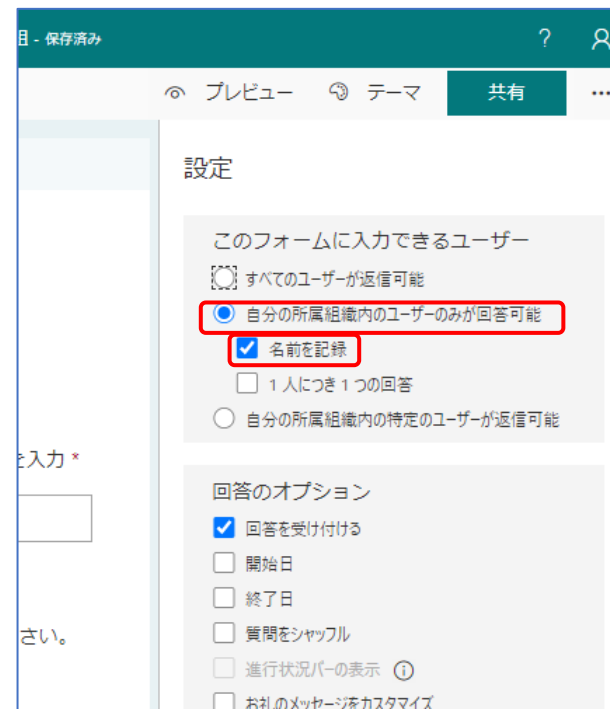 組 - 保存済み
?
プレビュー テーマ 共有 …
設定
このフォームに入力できるユーザー
すべてのユーザーが返信可能
自分の所属組織内のユーザーのみが回答可能
名前を記録
1 人につき 1 つの回答
自分の所属組織内の特定のユーザーが返信可能
を入力 *
回答のオプション
回答を受け付ける
開始日
終了日
さい。
質問をシャッフル
進行状況バーの表示
お礼のメッセージをカスタマイズ